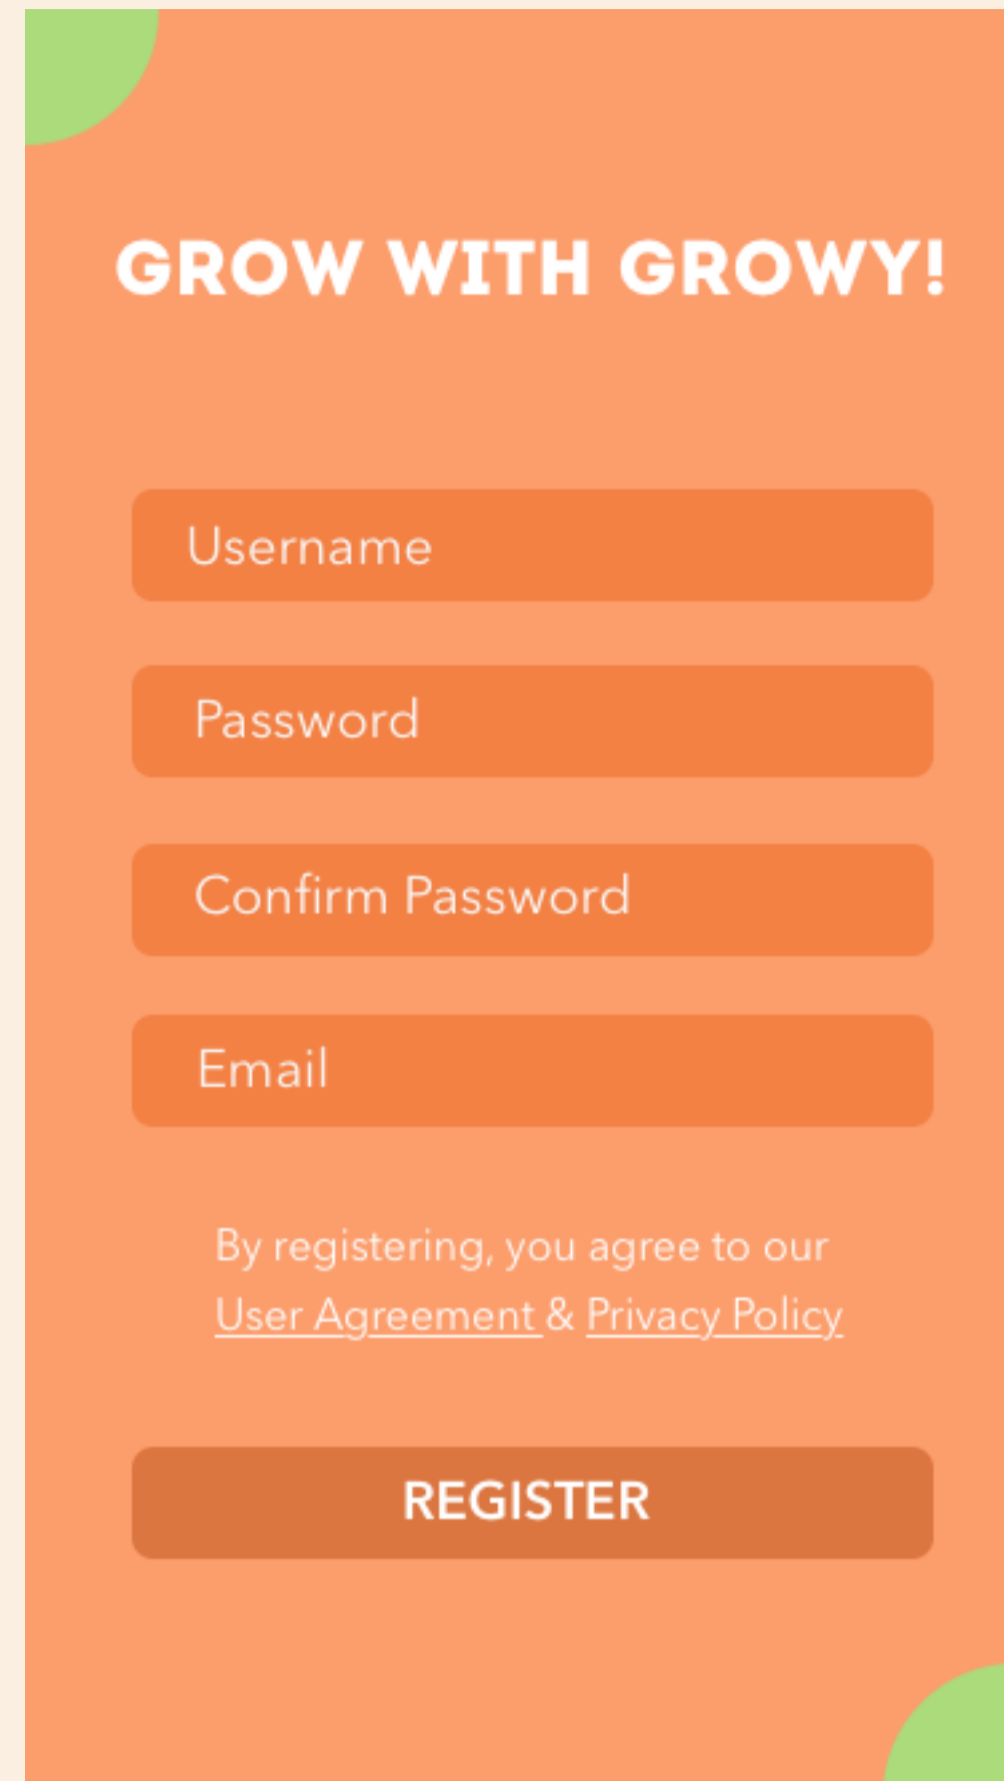 GROW WITH GROWY!
Username
Password
Confirm Password
Email
By registering, you agree to our
User Agreement & Privacy Policy
REGISTER